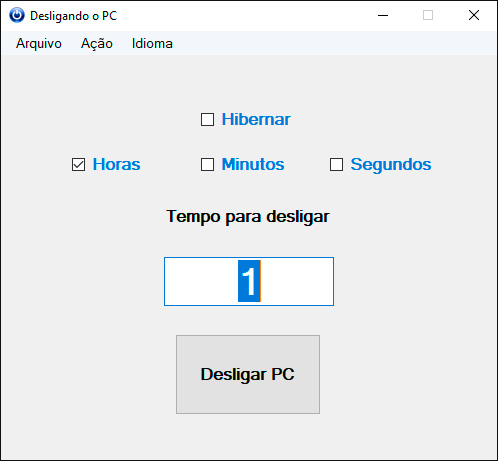 Desligando o PC
Arquivo Ação Idioma
Hibernar
Horas Minutos Segundos
Tempo para desligar
1
Desligar PC